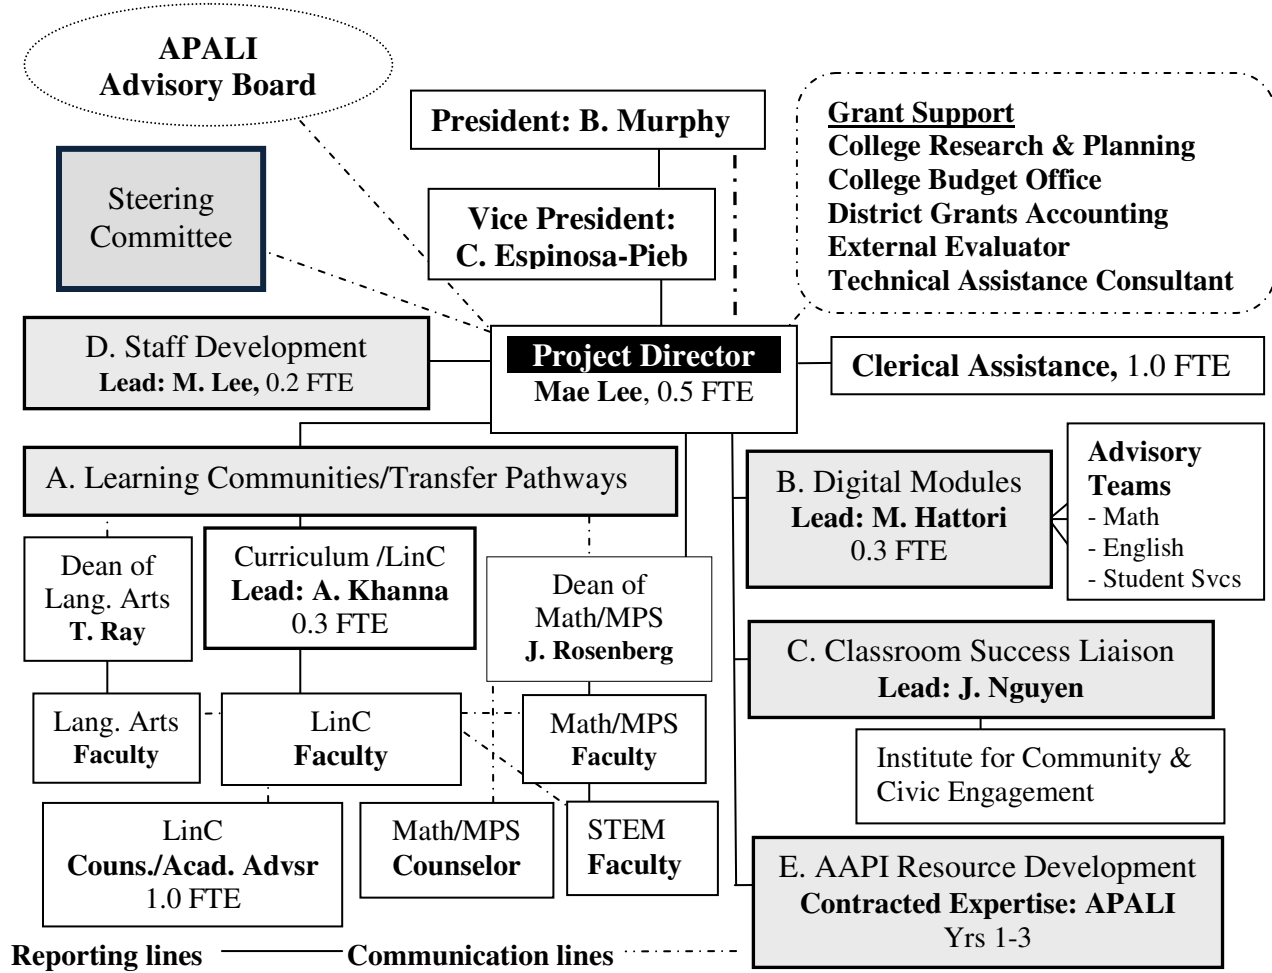 APALI
Advisory Board
President: B. Murphy
Grant Support
College Research & Planning
College Budget Office
District Grants Accounting
External Evaluator
Technical Assistance Consultant
Steering
Committee
Vice President:
C. Espinosa-Pieb
D. Staff Development
Lead: M. Lee, 0.2 FTE
Project Director
Mae Lee, 0.5 FTE
Clerical Assistance, 1.0 FTE
A. Learning Communities/Transfer Pathways
B. Digital Modules
Lead: M. Hattori
0.3 FTE
Advisory
Teams
- Math
- English
- Student Svcs
Dean of
Lang. Arts
T. Ray
Curriculum /LinC
Lead: A. Khanna
0.3 FTE
Dean of
Math/MPS
J. Rosenberg
C. Classroom Success Liaison
Lead: J. Nguyen
Lang. Arts
Faculty
LinC
Faculty
Math/MPS
Faculty
Institute for Community &
Civic Engagement
LinC
Couns./Acad. Advsr
1.0 FTE
Math/MPS
Counselor
STEM
Faculty
E. AAPI Resource Development
Contracted Expertise: APALI
Yrs 1-3
Reporting lines
Communication lines